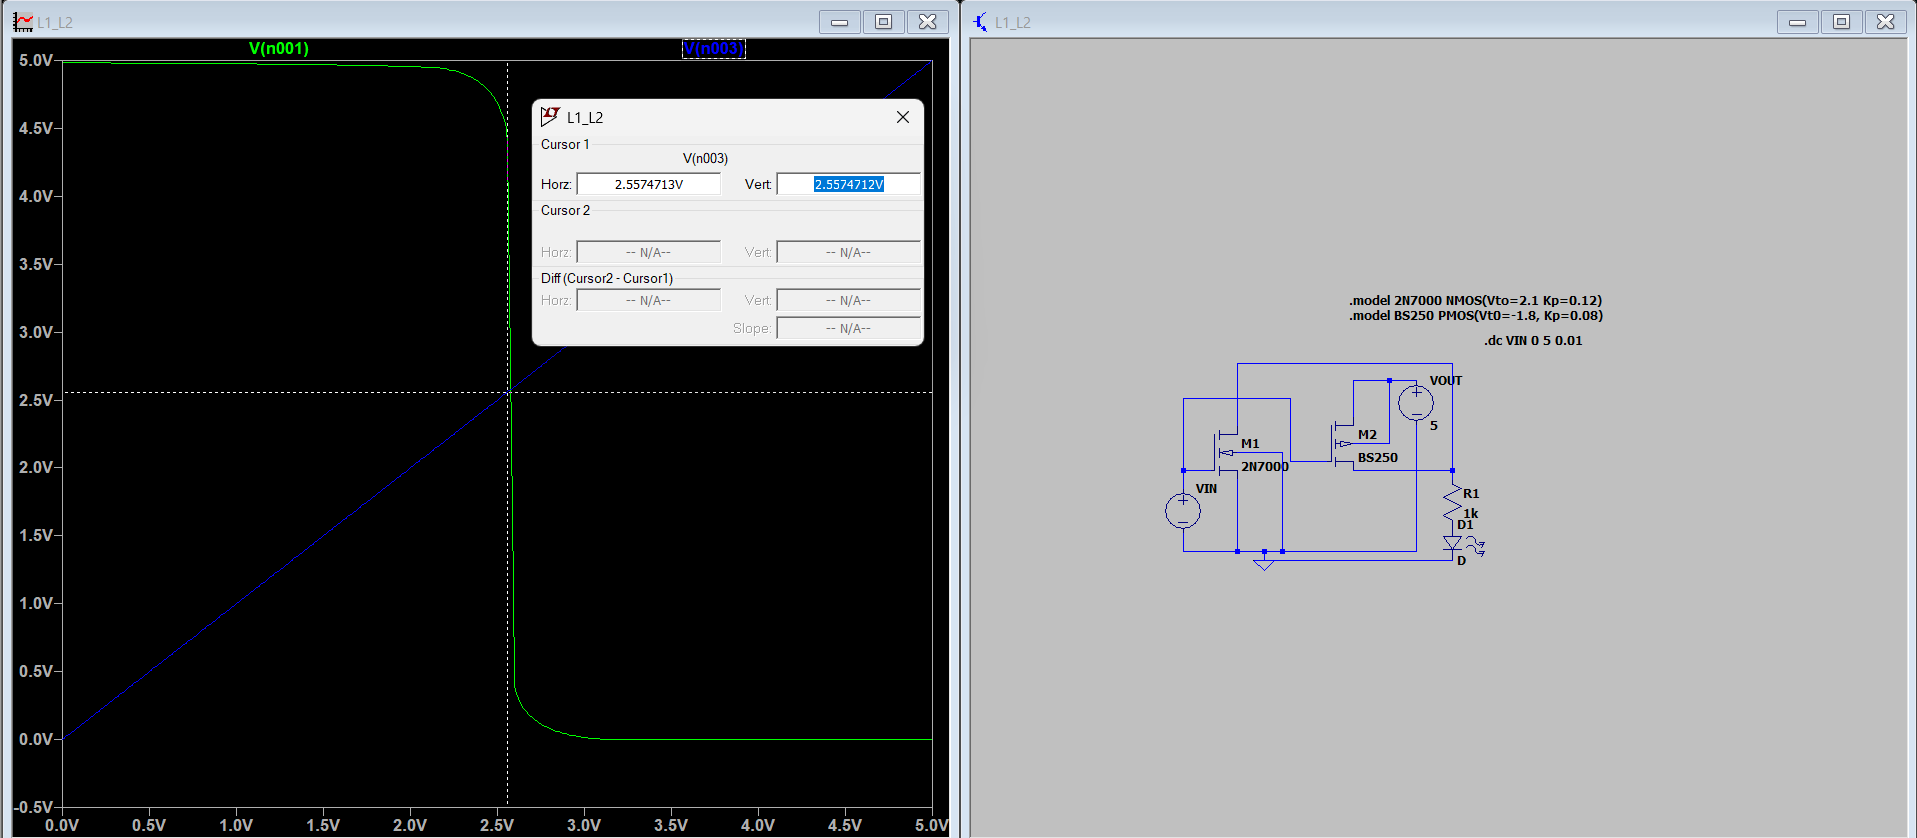 L1_L2
V(n001)
V(n003)
5.0V
4.5V
4.0V
3.5V
3.0V
2.5V
2.0V
1.5V
1.0V
0.5V
0.0V
-0.5V
0.0V 0.5V 1.0V 1.5V 2.0V 2.5V 3.0V 3.5V 4.0V 4.5V 5.0V
L1_L2
Cursor 1
V(n003)
Horz: 2.5574713V Vert: 2.5574712V
Cursor 2
Horz: -- N/A-- Vert: -- N/A--
Diff (Cursor2 - Cursor1)
Horz: -- N/A-- Vert: -- N/A--
Slope: -- N/A--
L1_L2
.model 2N7000 NMOS(Vto=2.1 Kp=0.12)
.model BS250 PMOS(Vt0=-1.8, Kp=0.08)
.dc VIN 0 5 0.01
VOUT
5
M1
2N7000
M2
BS250
VIN
R1
1k
D1
D